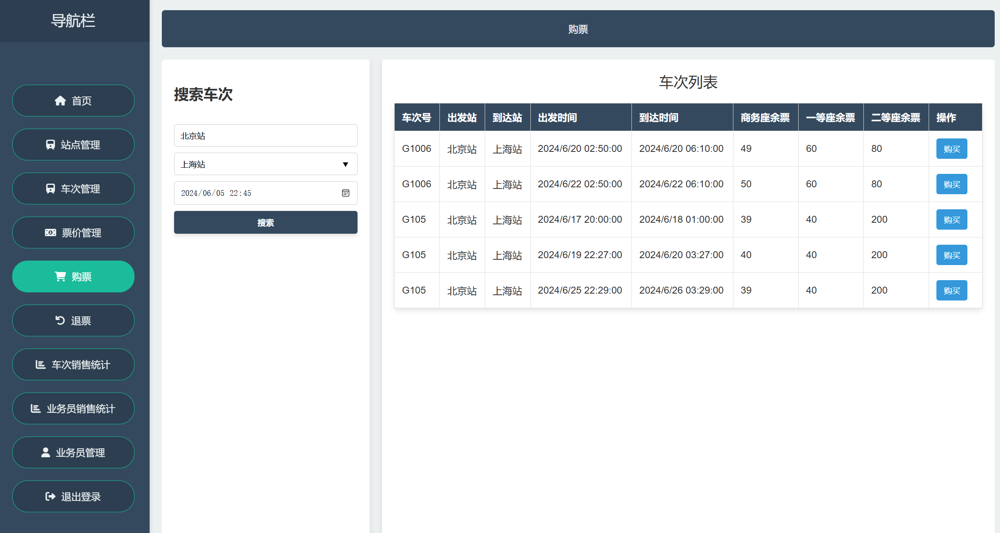 导航栏
首页
站点管理
车次管理
票价管理
购票
退票
车次销售统计
业务员销售统计
业务员管理
退出登录
购票
搜索车次
北京站
上海站
2024/06/05 22:45
搜索
车次列表
车次号 出发站 到达站 出发时间 到达时间 商务座余票 一等座余票 二等座余票 操作
G1006 北京站 上海站 2024/6/20 02:50:00 2024/6/20 06:10:00 49 60 80 购买
G1006 北京站 上海站 2024/6/22 02:50:00 2024/6/22 06:10:00 50 60 80 购买
G105 北京站 上海站 2024/6/17 20:00:00 2024/6/18 01:00:00 39 40 200 购买
G105 北京站 上海站 2024/6/19 22:27:00 2024/6/20 03:27:00 40 40 200 购买
G105 北京站 上海站 2024/6/25 22:29:00 2024/6/26 03:29:00 39 40 200 购买